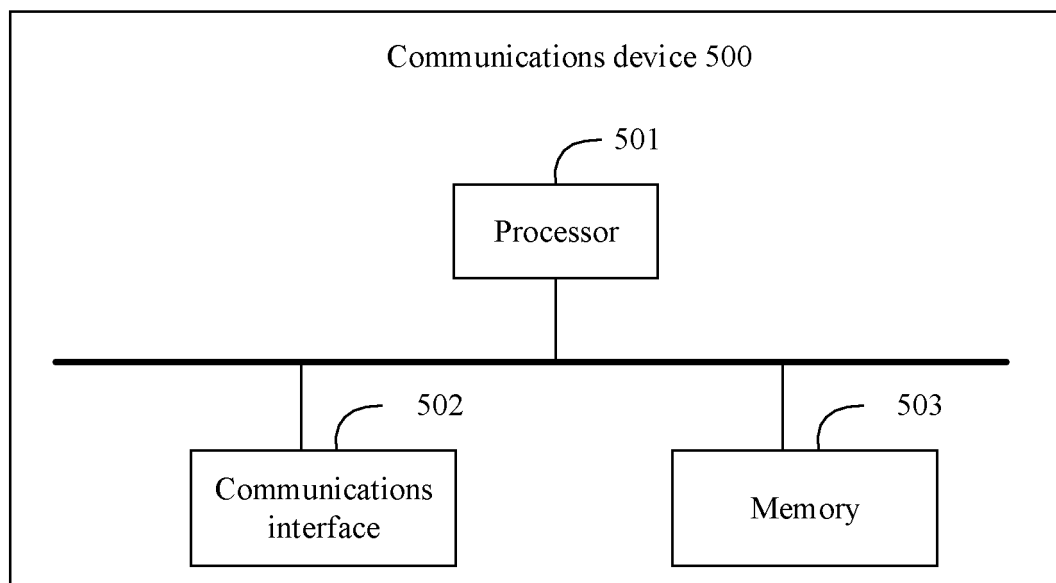 Communications device 500
501
Processor
502
503
Communications
interface
Memory